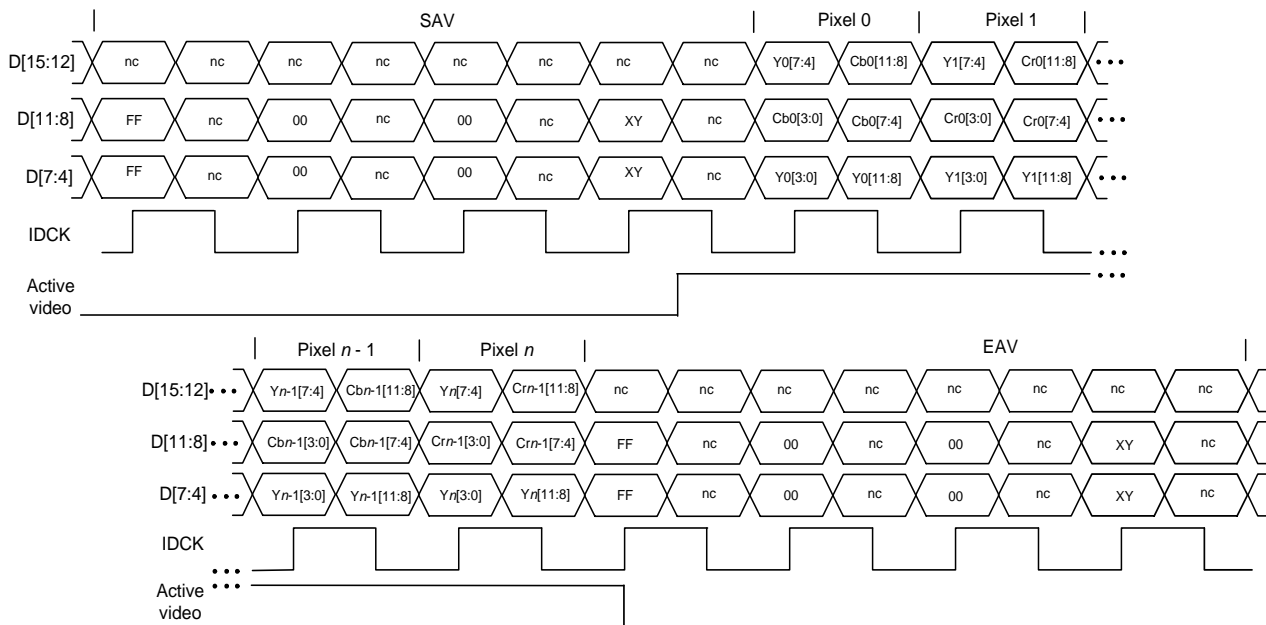 SAV Pixel 0 Pixel 1
D[15:12] nc nc nc nc nc nc nc nc Y0[7:4] Cb0[11:8] Y1[7:4] Cr0[11:8]
D[11:8] FF nc 00 nc 00 nc XY nc Cb0[3:0] Cb0[7:4] Cr0[3:0] Cr0[7:4]
D[7:4] FF nc 00 nc 00 nc XY nc Y0[3:0] Y0[11:8] Y1[3:0] Y1[11:8]
IDCK
Active
video
Pixel n - 1 Pixel n EAV
D[15:12] Yn-1[7:4] Cbn-1[11:8] Yn[7:4] Crn-1[11:8] nc nc nc nc nc nc nc nc
D[11:8] Cbn-1[3:0] Cbn-1[7:4] Crn-1[3:0] Crn-1[7:4] FF nc 00 nc 00 nc XY nc
D[7:4] Yn-1[3:0] Yn-1[11:8] Yn[3:0] Yn[11:8] FF nc 00 nc 00 nc XY nc
IDCK
Active
video